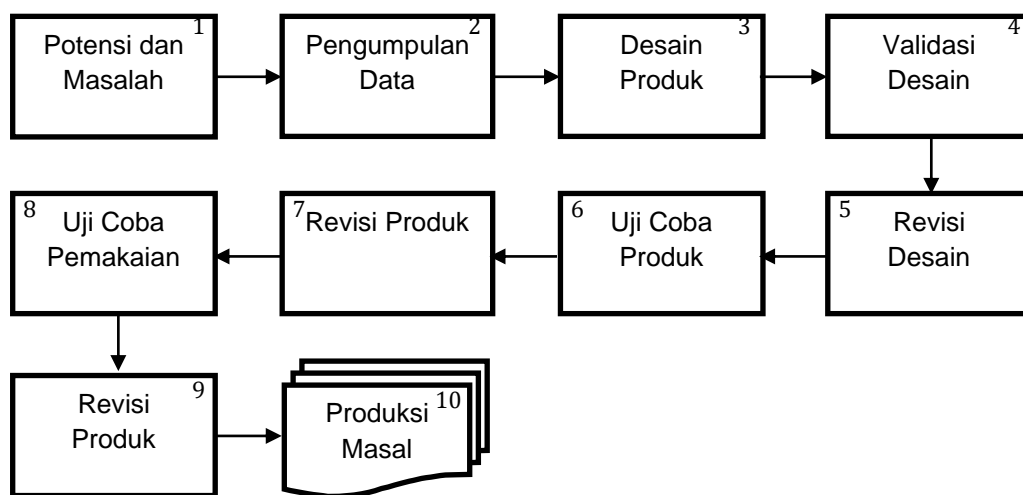 1
Potensi dan
Masalah
2
Pengumpulan
Data
3
Desain
Produk
4
Validasi
Desain
5
Revisi
Desain
6
Uji Coba
Produk
7
Revisi Produk
8
Uji Coba
Pemakaian
9
Revisi
Produk
10
Produksi
Masal